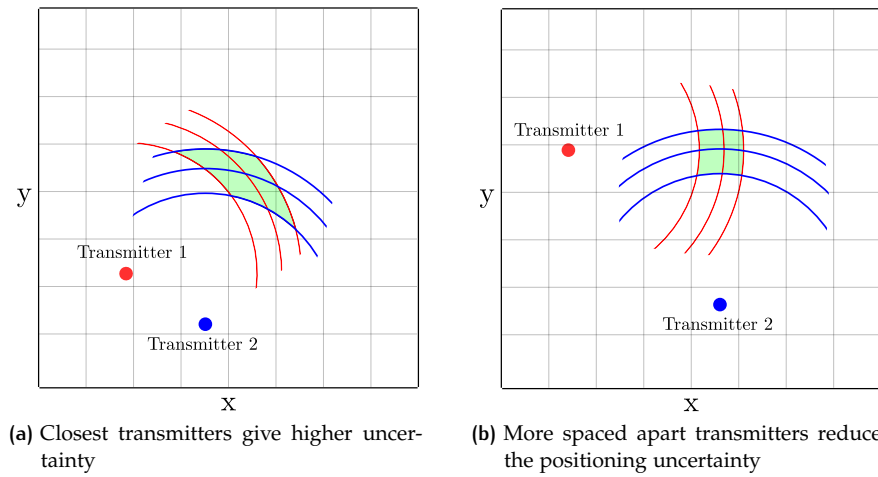 y
Transmitter 1
Transmitter 2
x
(a) Closest transmitters give higher uncer-
tainty
Transmitter 1
y
Transmitter 2
x
(b) More spaced apart transmitters reduce
the positioning uncertainty